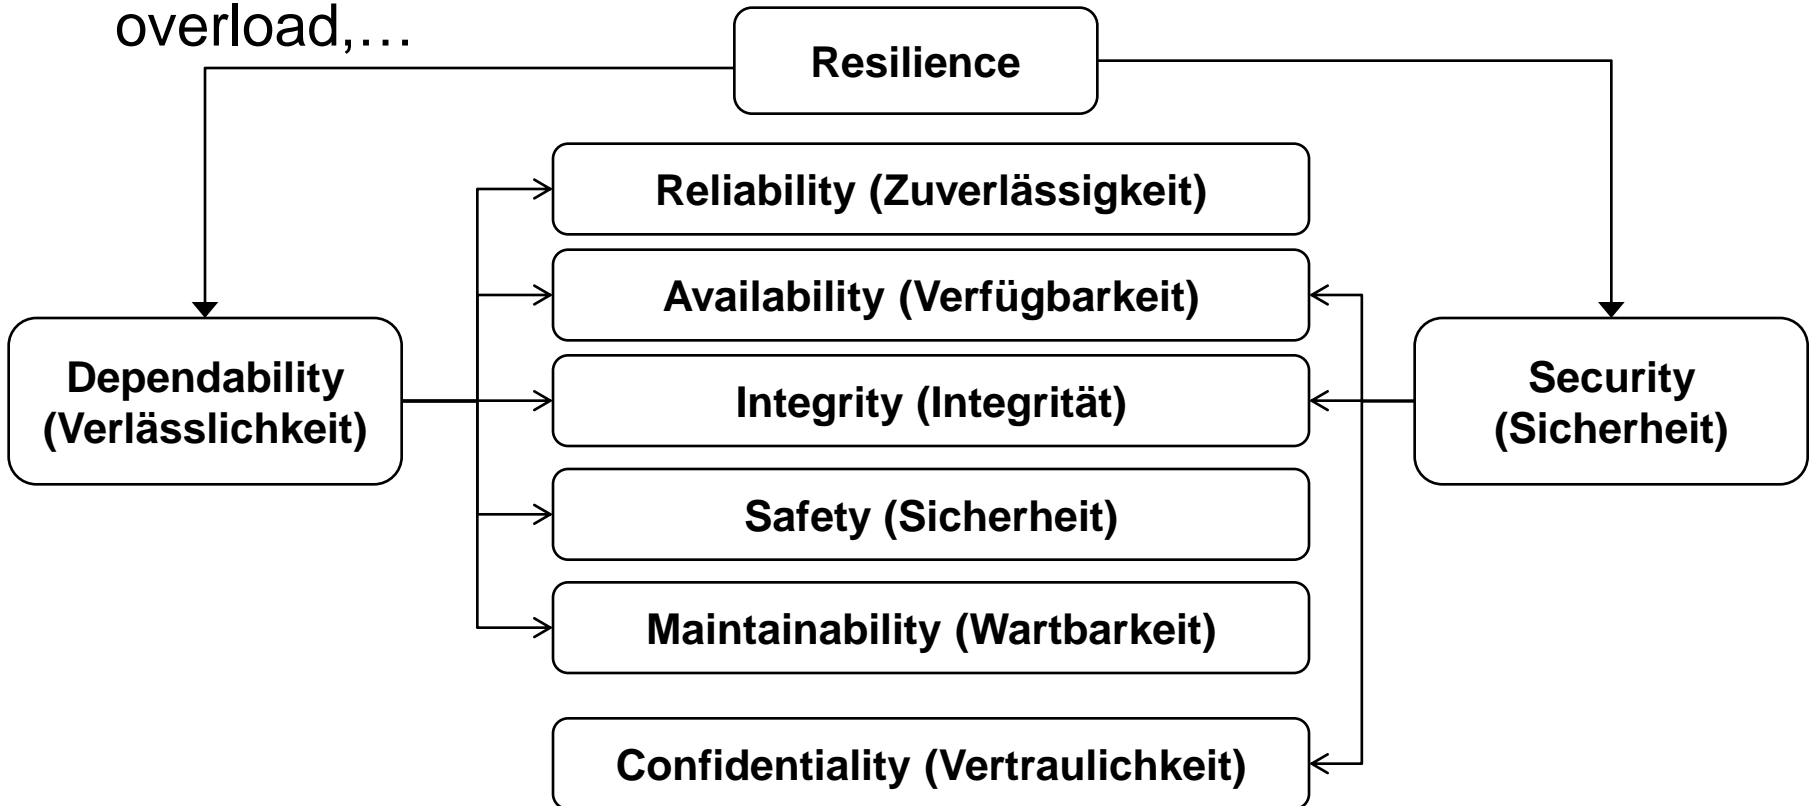 overload,…
Resilience
Reliability (Zuverlässigkeit)
Availability (Verfügbarkeit)
Dependability
(Verlässlichkeit)
Integrity (Integrität)
Security
(Sicherheit)
Safety (Sicherheit)
Maintainability (Wartbarkeit)
Confidentiality (Vertraulichkeit)